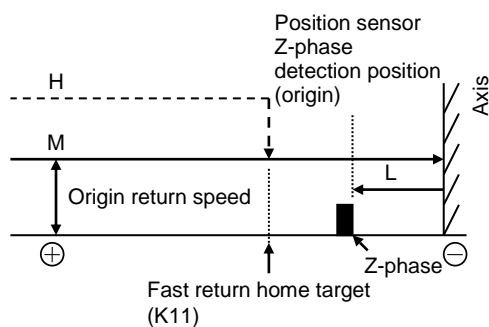 Position sensor
Z-phase
detection position
(origin)
Axis
H
M
L
Origin return speed
Z-phase
+
−
Fast return home target
(K11)